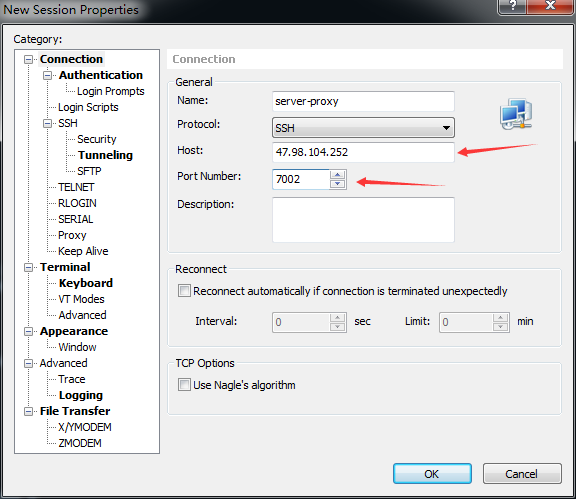 New Session Properties
?
Category:
Connection
Authentication
Login Prompts
Login Scripts
SSH
Security
Tunneling
SFTP
TELNET
RLOGIN
SERIAL
Proxy
Keep Alive
Terminal
Keyboard
VT Modes
Advanced
Appearance
Window
Advanced
Trace
Logging
File Transfer
X/YMODEM
ZMODEM
Connection
General
Name: server-proxy
Protocol: SSH
Host: 47.98.104.252
Port Number: 7002
Description:
Reconnect
Reconnect automatically if connection is terminated unexpectedly
Interval: 0 sec Limit: 0 min
TCP Options
Use Nagle's algorithm
OK Cancel